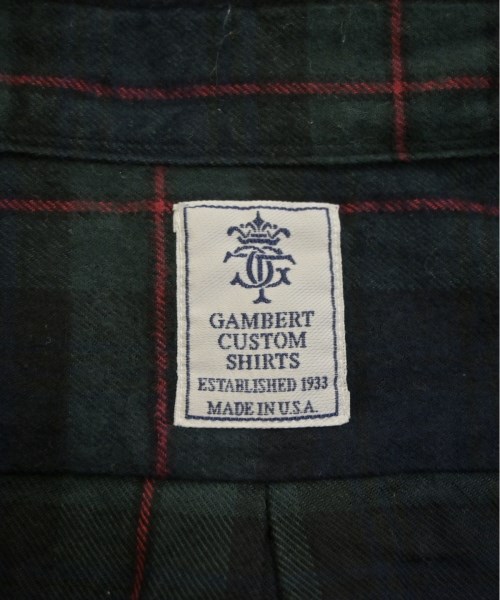 GAMBERT
CUSTOM
SHIRTS
ESTABLISHED 1933
MADE IN U.S.A.